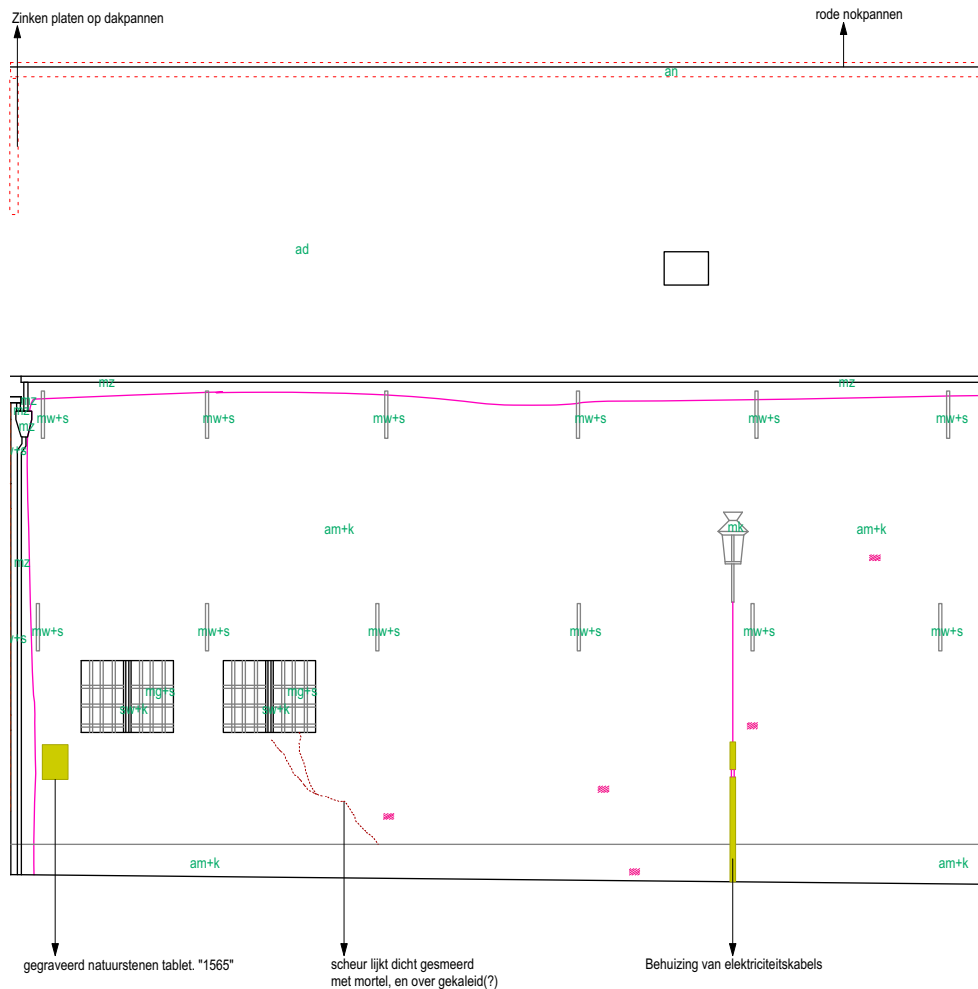 Zinken platen op dakpannen
rode nokpannen
an
ad
mz
mz
mz
mz
mz
mw+s
mw+s
mw+s
mw+s
mw+s
mw+s
am+k
mk
am+k
mz
mw+s
mw+s
mw+s
mw+s
mw+s
mw+s
mg+s
mg+s
am+k
am+k
gegraveerd natuurstenen tablet. "1565"
scheur lijkt dicht gesmeerd
met mortel, en over gekaleid(?)
Behuizing van elektriciteitskabels